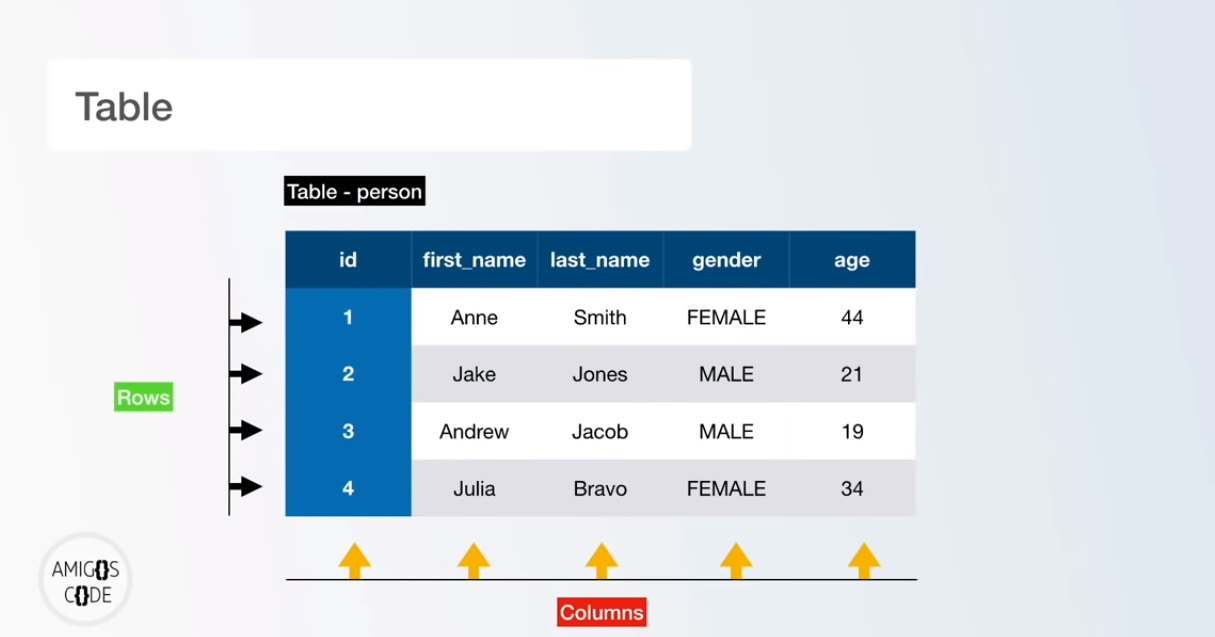 Table
Table - person
id first_name last_name gender age
1 Anne Smith FEMALE 44
2 Jake Jones MALE 21
Rows
3 Andrew Jacob MALE 19
4 Julia Bravo FEMALE 34
AMIG{}S
C{}DE
Columns